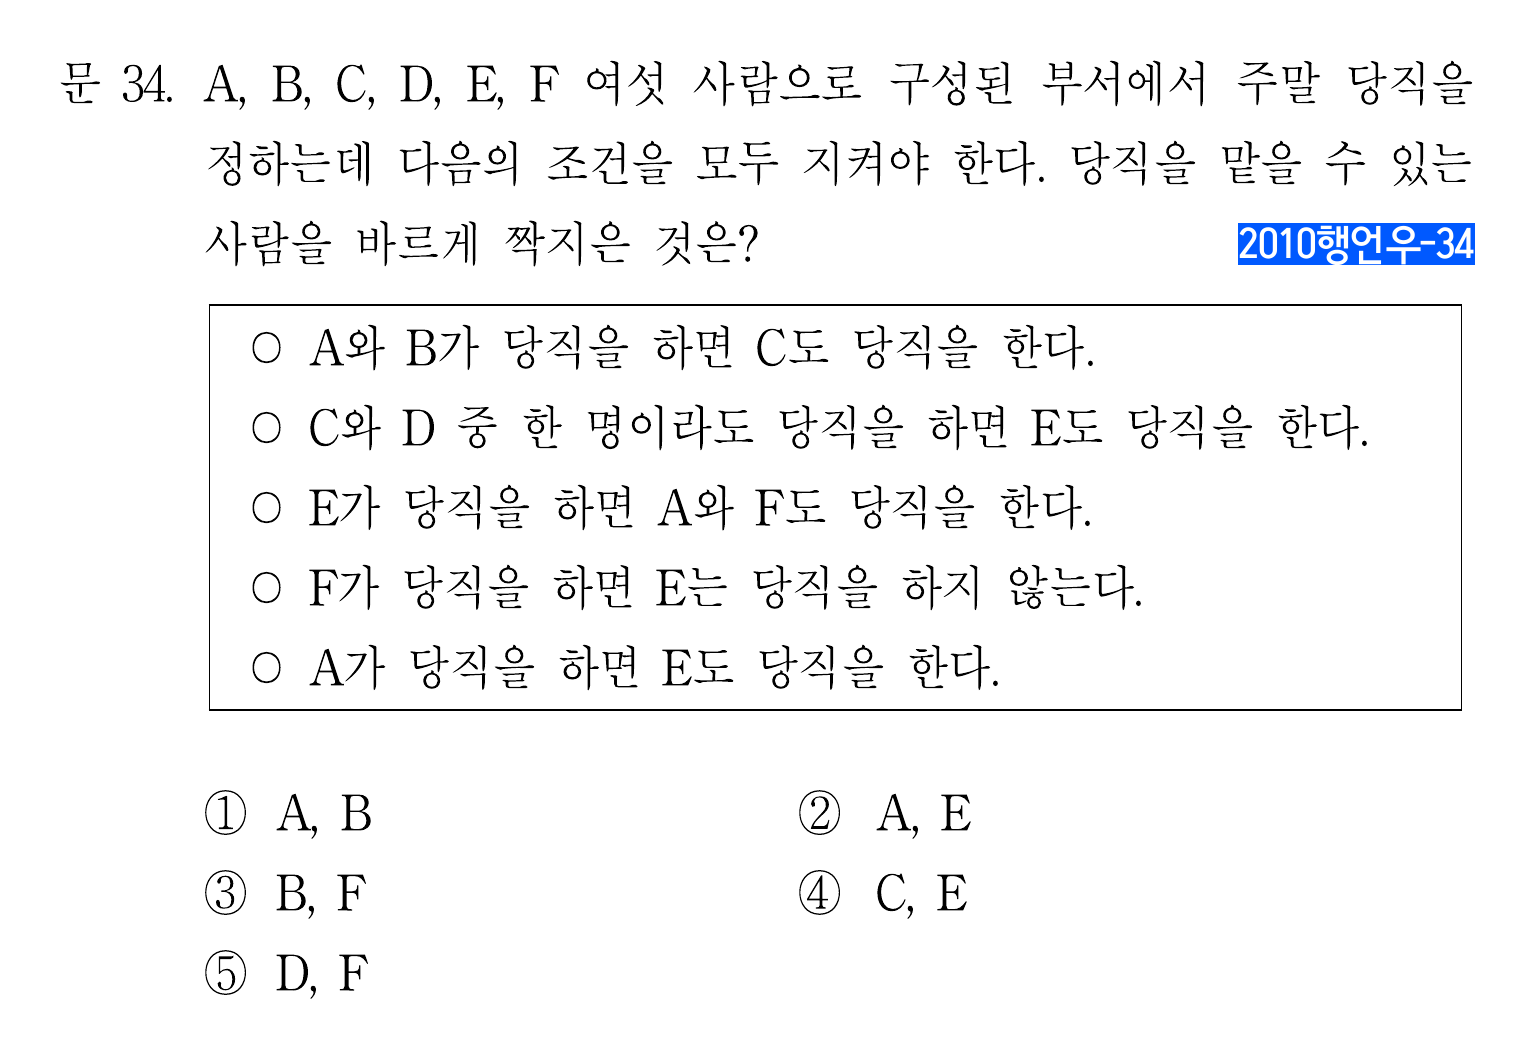 문 34. A, B, C, D, E, F 여섯 사람으로 구성된 부서에서 주말 당직을
정하는데 다음의 조건을 모두 지켜야 한다. 당직을 맡을 수 있는
사람을 바르게 짝지은 것은? 2010행언우-34
○ A와 B가 당직을 하면 C도 당직을 한다.
○ C와 D 중 한 명이라도 당직을 하면 E도 당직을 한다.
○ E가 당직을 하면 A와 F도 당직을 한다.
○ F가 당직을 하면 E는 당직을 하지 않는다.
○ A가 당직을 하면 E도 당직을 한다.
① A, B ② A, E
③ B, F ④ C, E
⑤ D, F